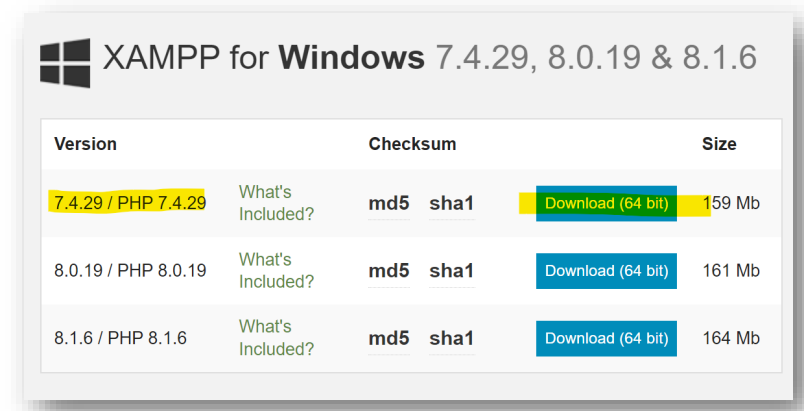 XAMPP for Windows 7.4.29, 8.0.19 & 8.1.6
Version Checksum Size
7.4.29 / PHP 7.4.29 What's Included? md5 sha1 Download (64 bit) 159 Mb
8.0.19 / PHP 8.0.19 What's Included? md5 sha1 Download (64 bit) 161 Mb
8.1.6 / PHP 8.1.6 What's Included? md5 sha1 Download (64 bit) 164 Mb